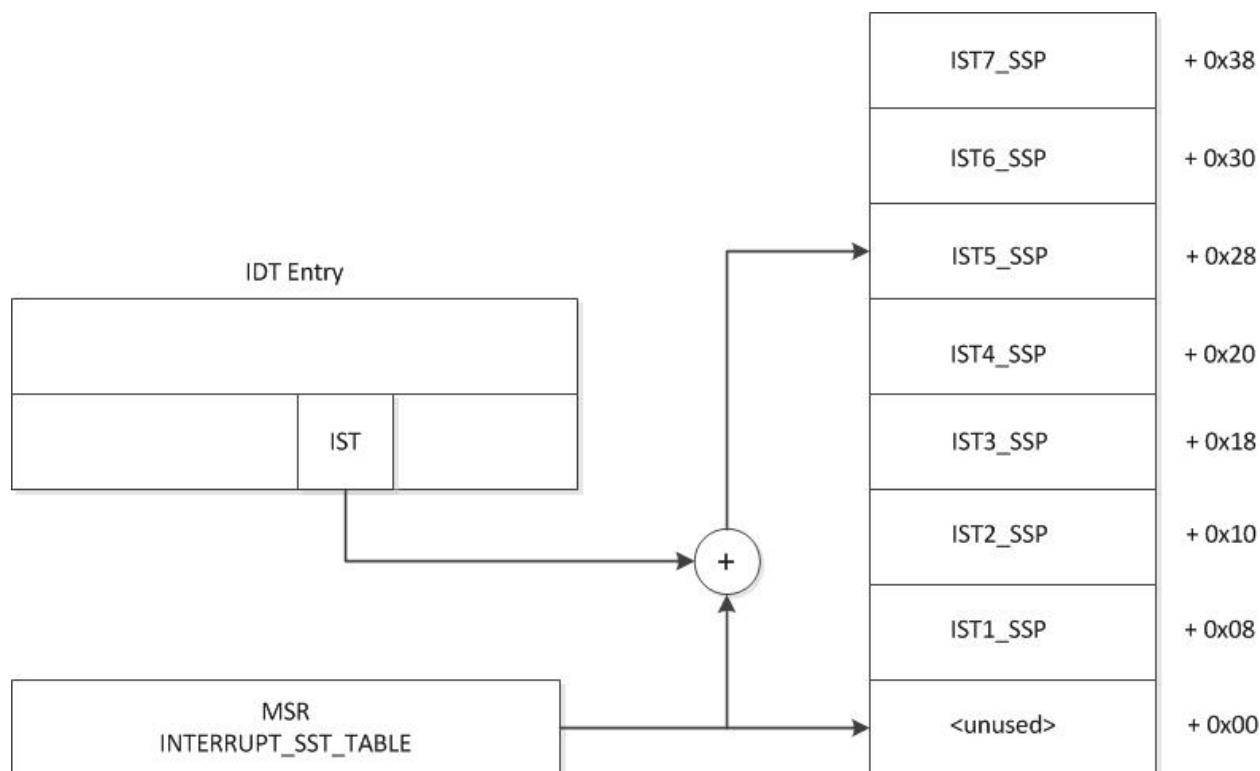 IST7_SSP + 0x38
IST6_SSP + 0x30
IST5_SSP + 0x28
IDT Entry
IST4_SSP + 0x20
IST IST3_SSP + 0x18
IST2_SSP + 0x10
+
IST1_SSP + 0x08
MSR
INTERRUPT_SST_TABLE
<unused> + 0x00